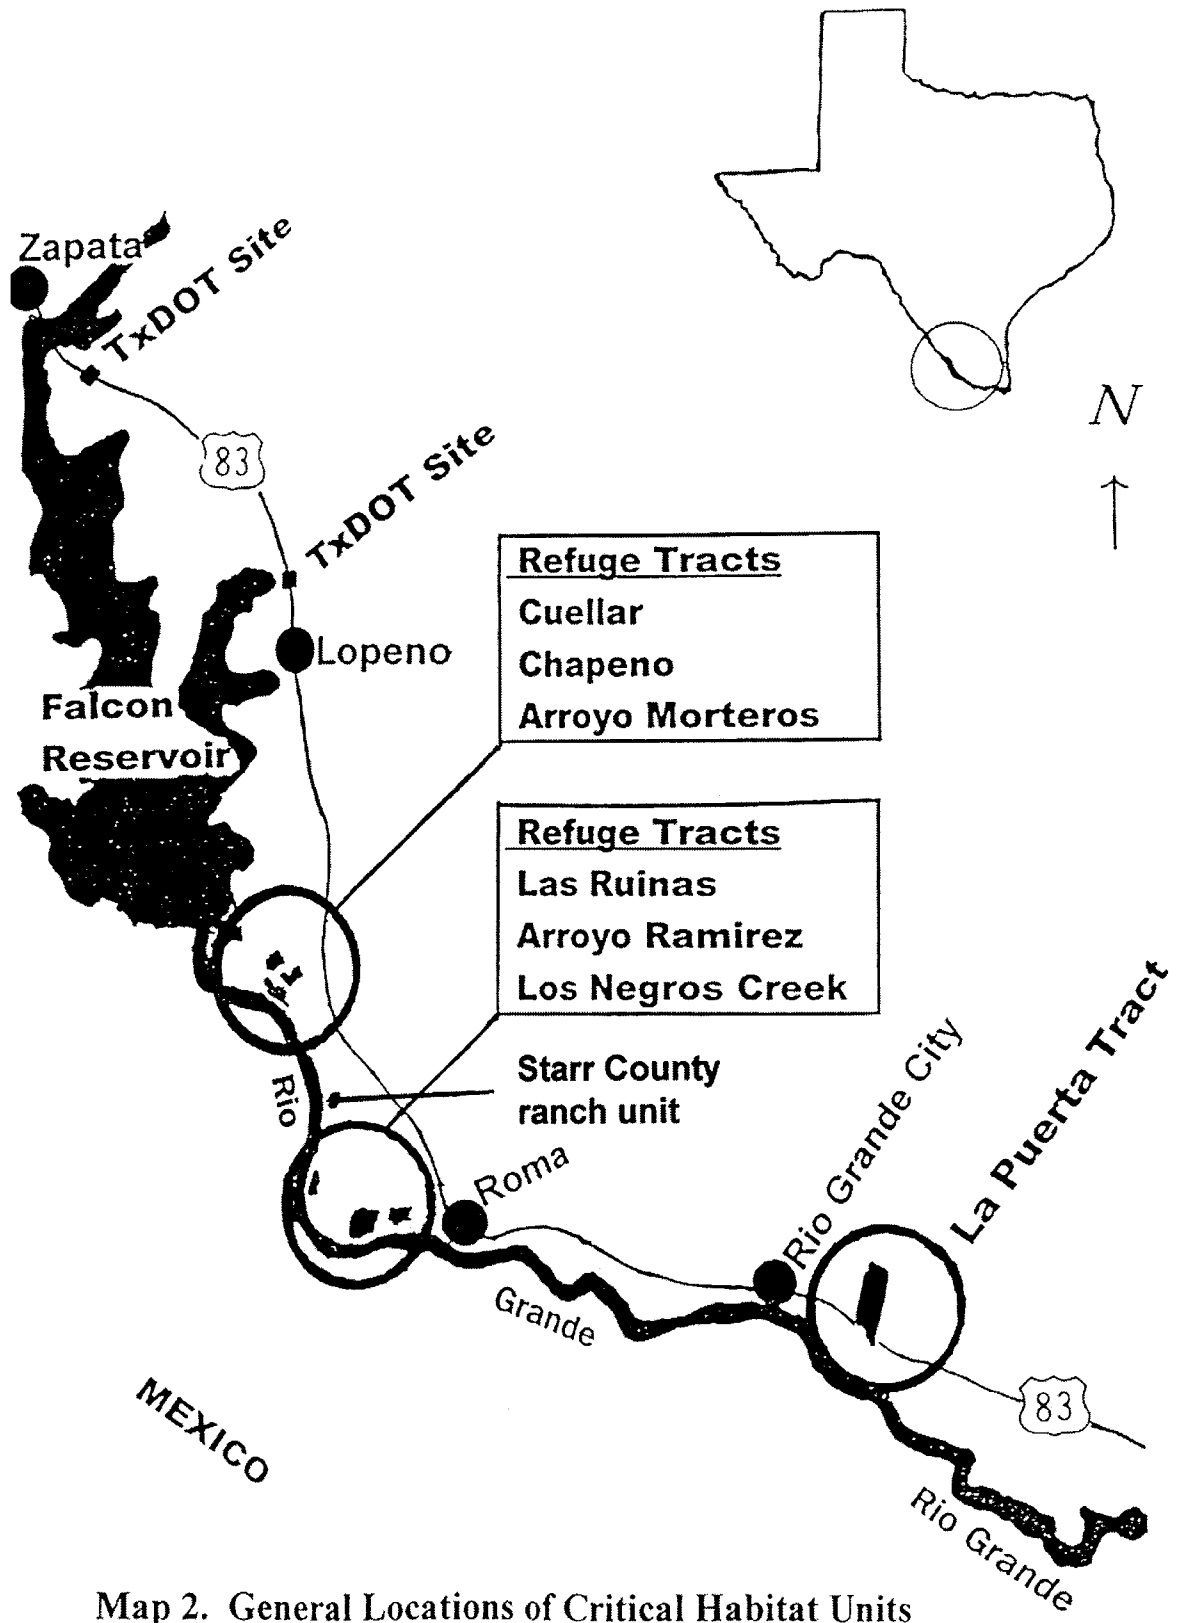 Zapata
TxDOT Site
N
83
TxDOT Site
Refuge Tracts
Cuellar
Chapeno
Arroyo Morteros
Lopeno
Falcon
Reservoir
Refuge Tracts
Las Ruinas
Arroyo Ramirez
Los Negros Creek
Starr County
ranch unit
Rio
Roma
Rio Grande City
La Puerta Tract
Grande
MEXICO
83
Rio Grande
Map 2. General Locations of Critical Habitat Units